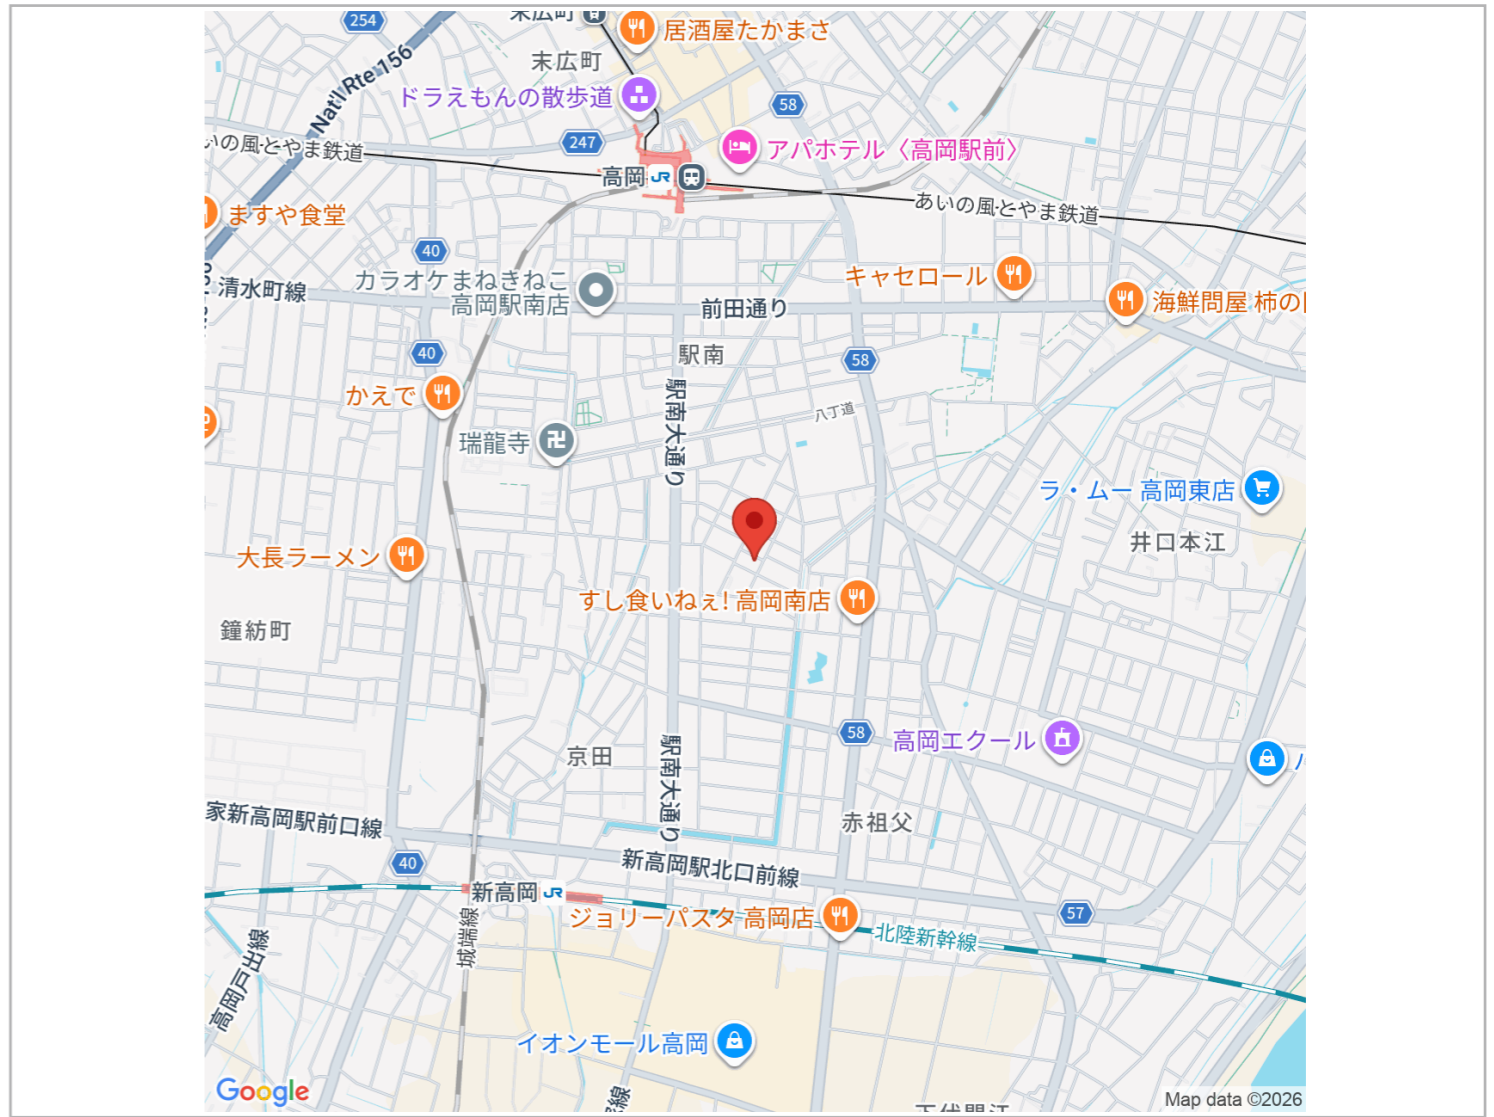 254
末広町
居酒屋たかまさ
末広町
Nat'l Rte 156
ドラえもんの散歩道
58
247
いの風とやま鉄道
アパホテル〈高岡駅前〉
高岡
JR
あいの風とやま鉄道
ますや食堂
40
カラオケまねきねこ
高岡駅南店
キャセロール
清水町線
前田通り
海鮮問屋 柿の
40
駅南
58
かえで
駅南大通り
八丁道
瑞龍寺
卍
ラ・ムー 高岡東店
井口本江
大長ラーメン
すし食いねぇ! 高岡南店
鐘紡町
58
高岡エクール
京田
駅南大通り
家新高岡駅前口線
赤祖父
40
新高岡駅北口前線
新高岡
JR
57
ジョリーパスタ 高岡店
北陸新幹線
城端線
高岡戸出線
イオンモール高岡
Google
Map data ©2026